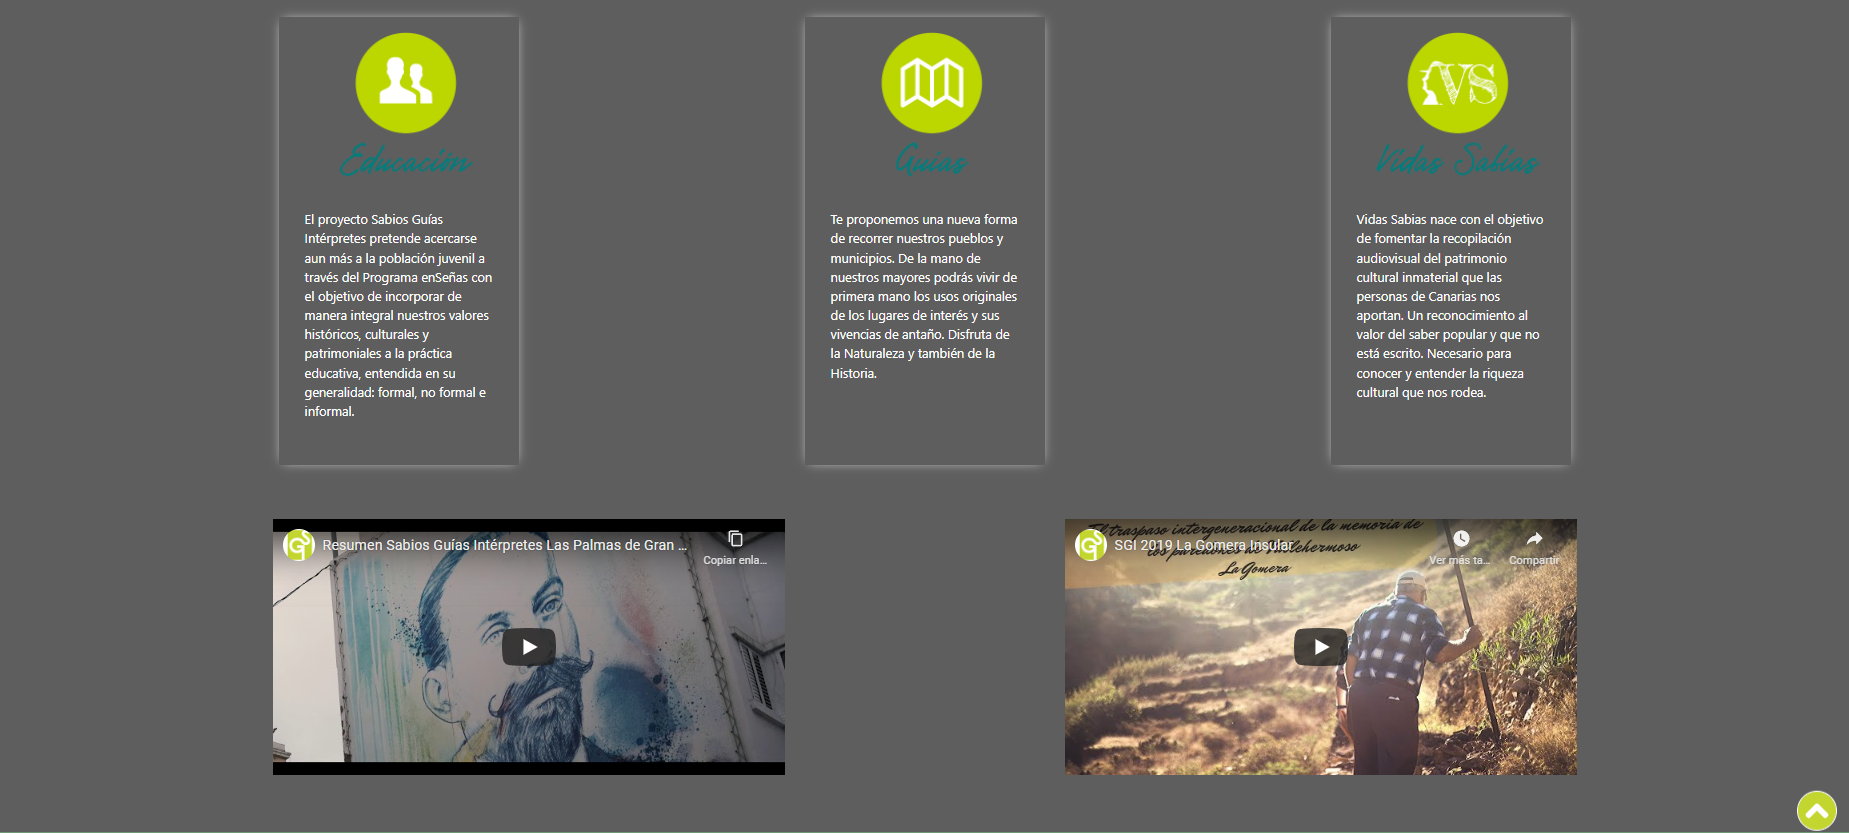 VS
Educación
El proyecto Sabios Guías
Intérpretes pretende acercarse
aun más a la población juvenil a
través del Programa enSeñas con
el objetivo de incorporar de
manera integral nuestros valores
históricos, culturales y
patrimoniales a la práctica
educativa, entendida en su
generalidad: formal, no formal e
informal.
Guías
Te proponemos una nueva forma
de recorrer nuestros pueblos y
municipios. De la mano de
nuestros mayores podrás vivir de
primera mano los usos originales
de los lugares de interés y sus
vivencias de antaño. Disfruta de
la Naturaleza y también de la
Historia.
Vidas Sabias
Vidas Sabias nace con el objetivo
de fomentar la recopilación
audiovisual del patrimonio
cultural inmaterial que las
personas de Canarias nos
aportan. Un reconocimiento al
valor del saber popular y que no
está escrito. Necesario para
conocer y entender la riqueza
cultural que nos rodea.
Resumen Sabios Guías Intérpretes Las Palmas de Gran ...
Copiar enla...
El traspaso intergeneracional de la memoria de
los paredones de Vallehermoso
La Gomera
SGI 2019 La Gomera Insular
Ver más ta...
Compartir